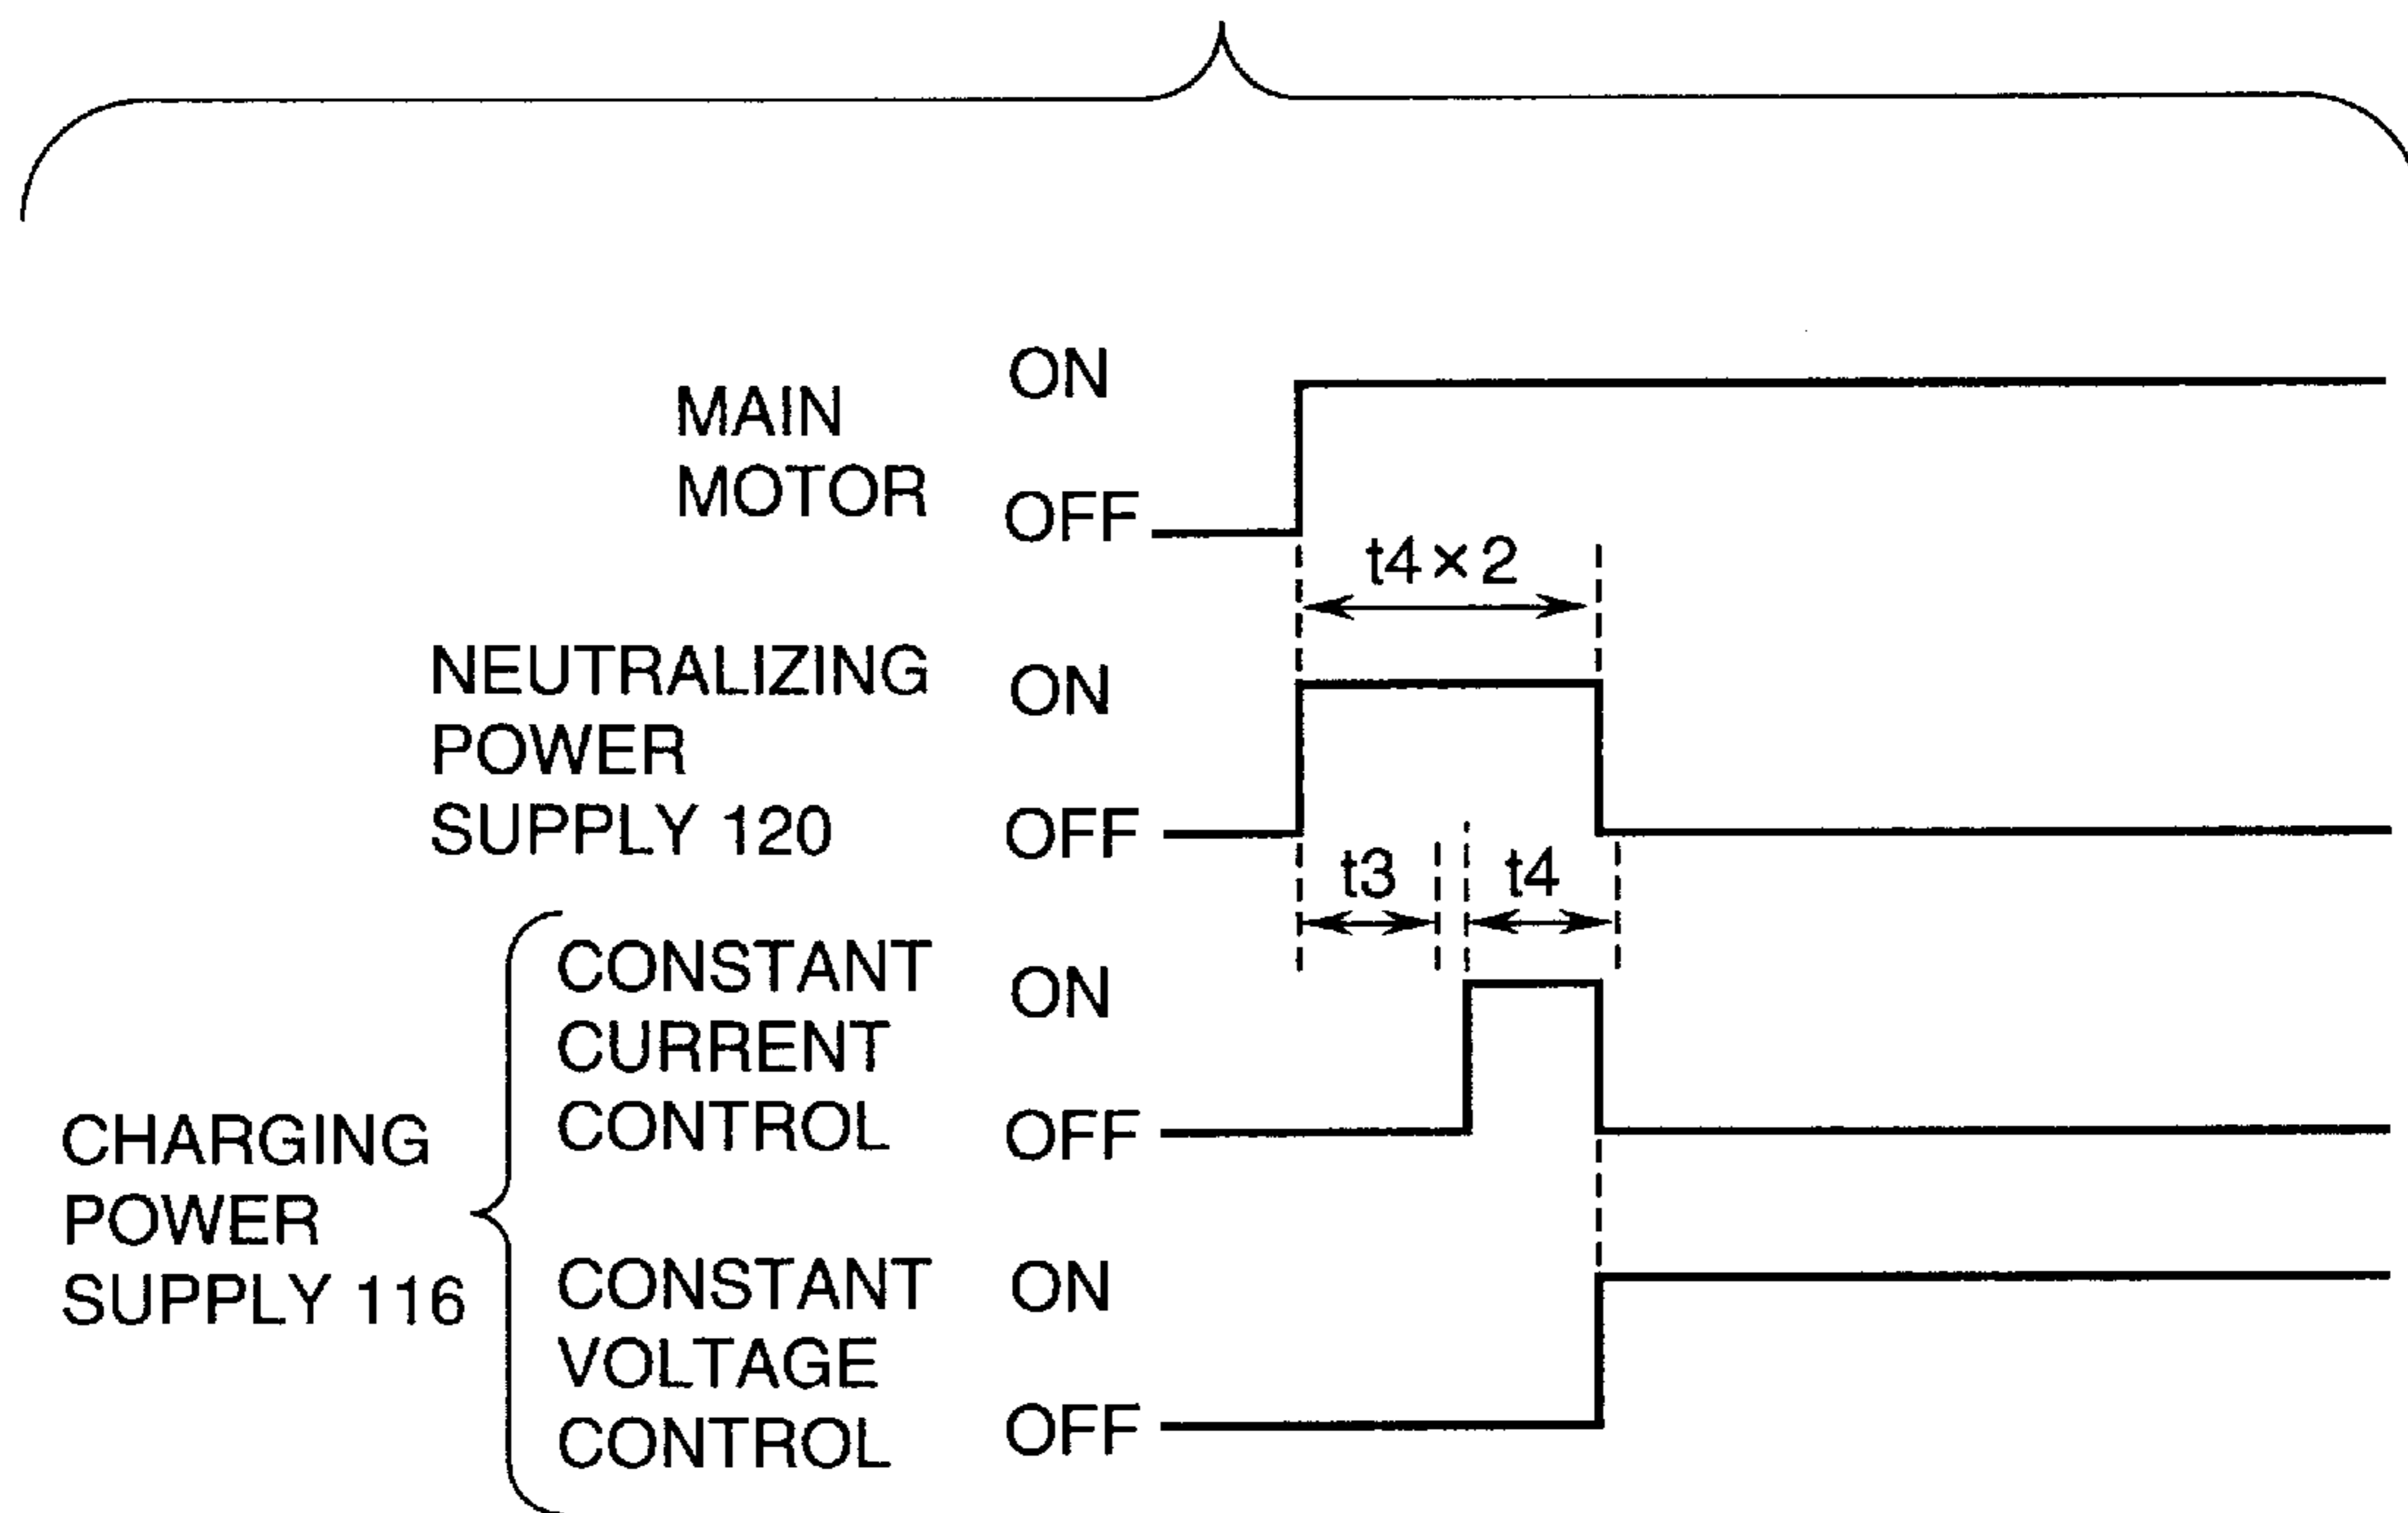 MAIN
MOTOR
ON
OFF
t4×2
NEUTRALIZING
POWER
SUPPLY 120
ON
OFF
t3
t4
CHARGING
POWER
SUPPLY 116
CONSTANT
CURRENT
CONTROL
ON
OFF
CONSTANT
VOLTAGE
CONTROL
ON
OFF